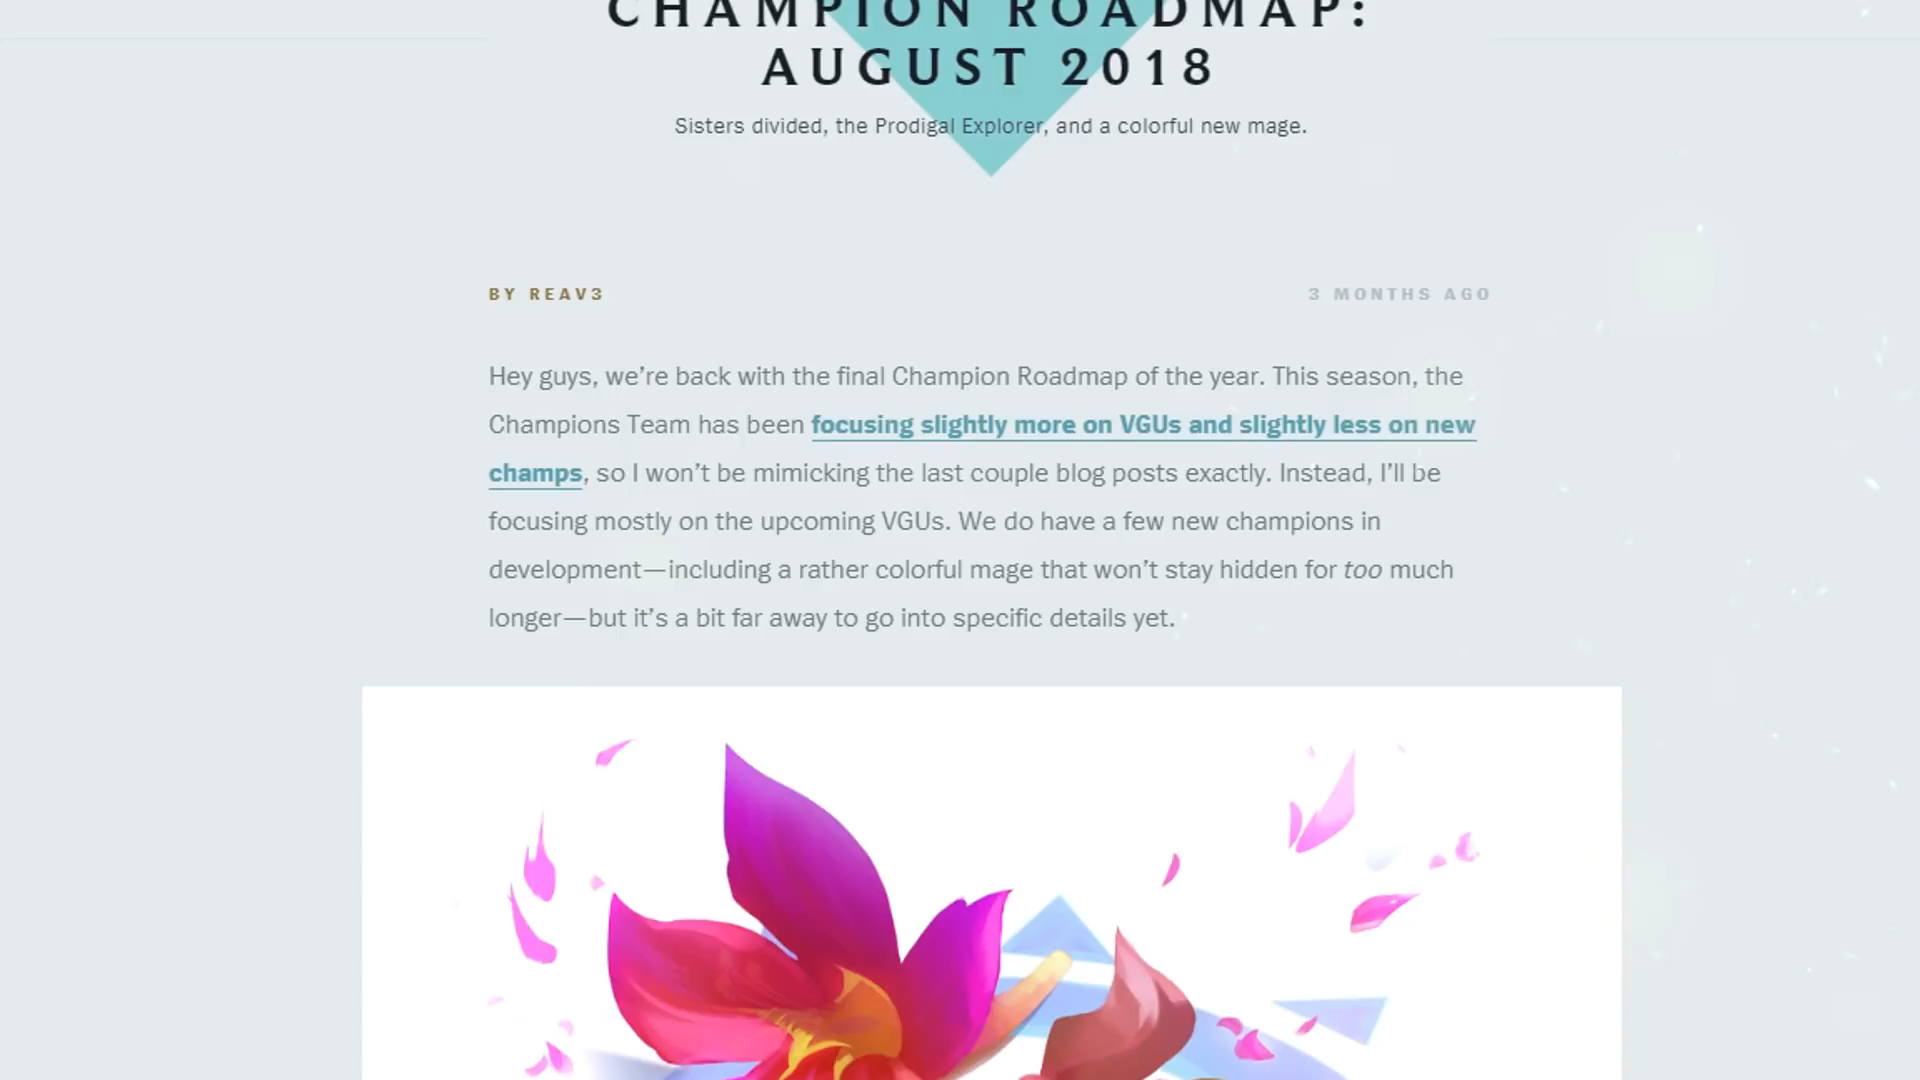 CHAMPION ROADMAP:
AUGUST 2018
Sisters divided, the Prodigal Explorer, and a colorful new mage.
BY REAV3
3 MONTHS AGO
Hey guys, we’re back with the final Champion Roadmap of the year. This season, the
Champions Team has been focusing slightly more on VGUs and slightly less on new
champs, so I won’t be mimicking the last couple blog posts exactly. Instead, I’ll be
focusing mostly on the upcoming VGUs. We do have a few new champions in
development—including a rather colorful mage that won’t stay hidden for too much
longer—but it’s a bit far away to go into specific details yet.